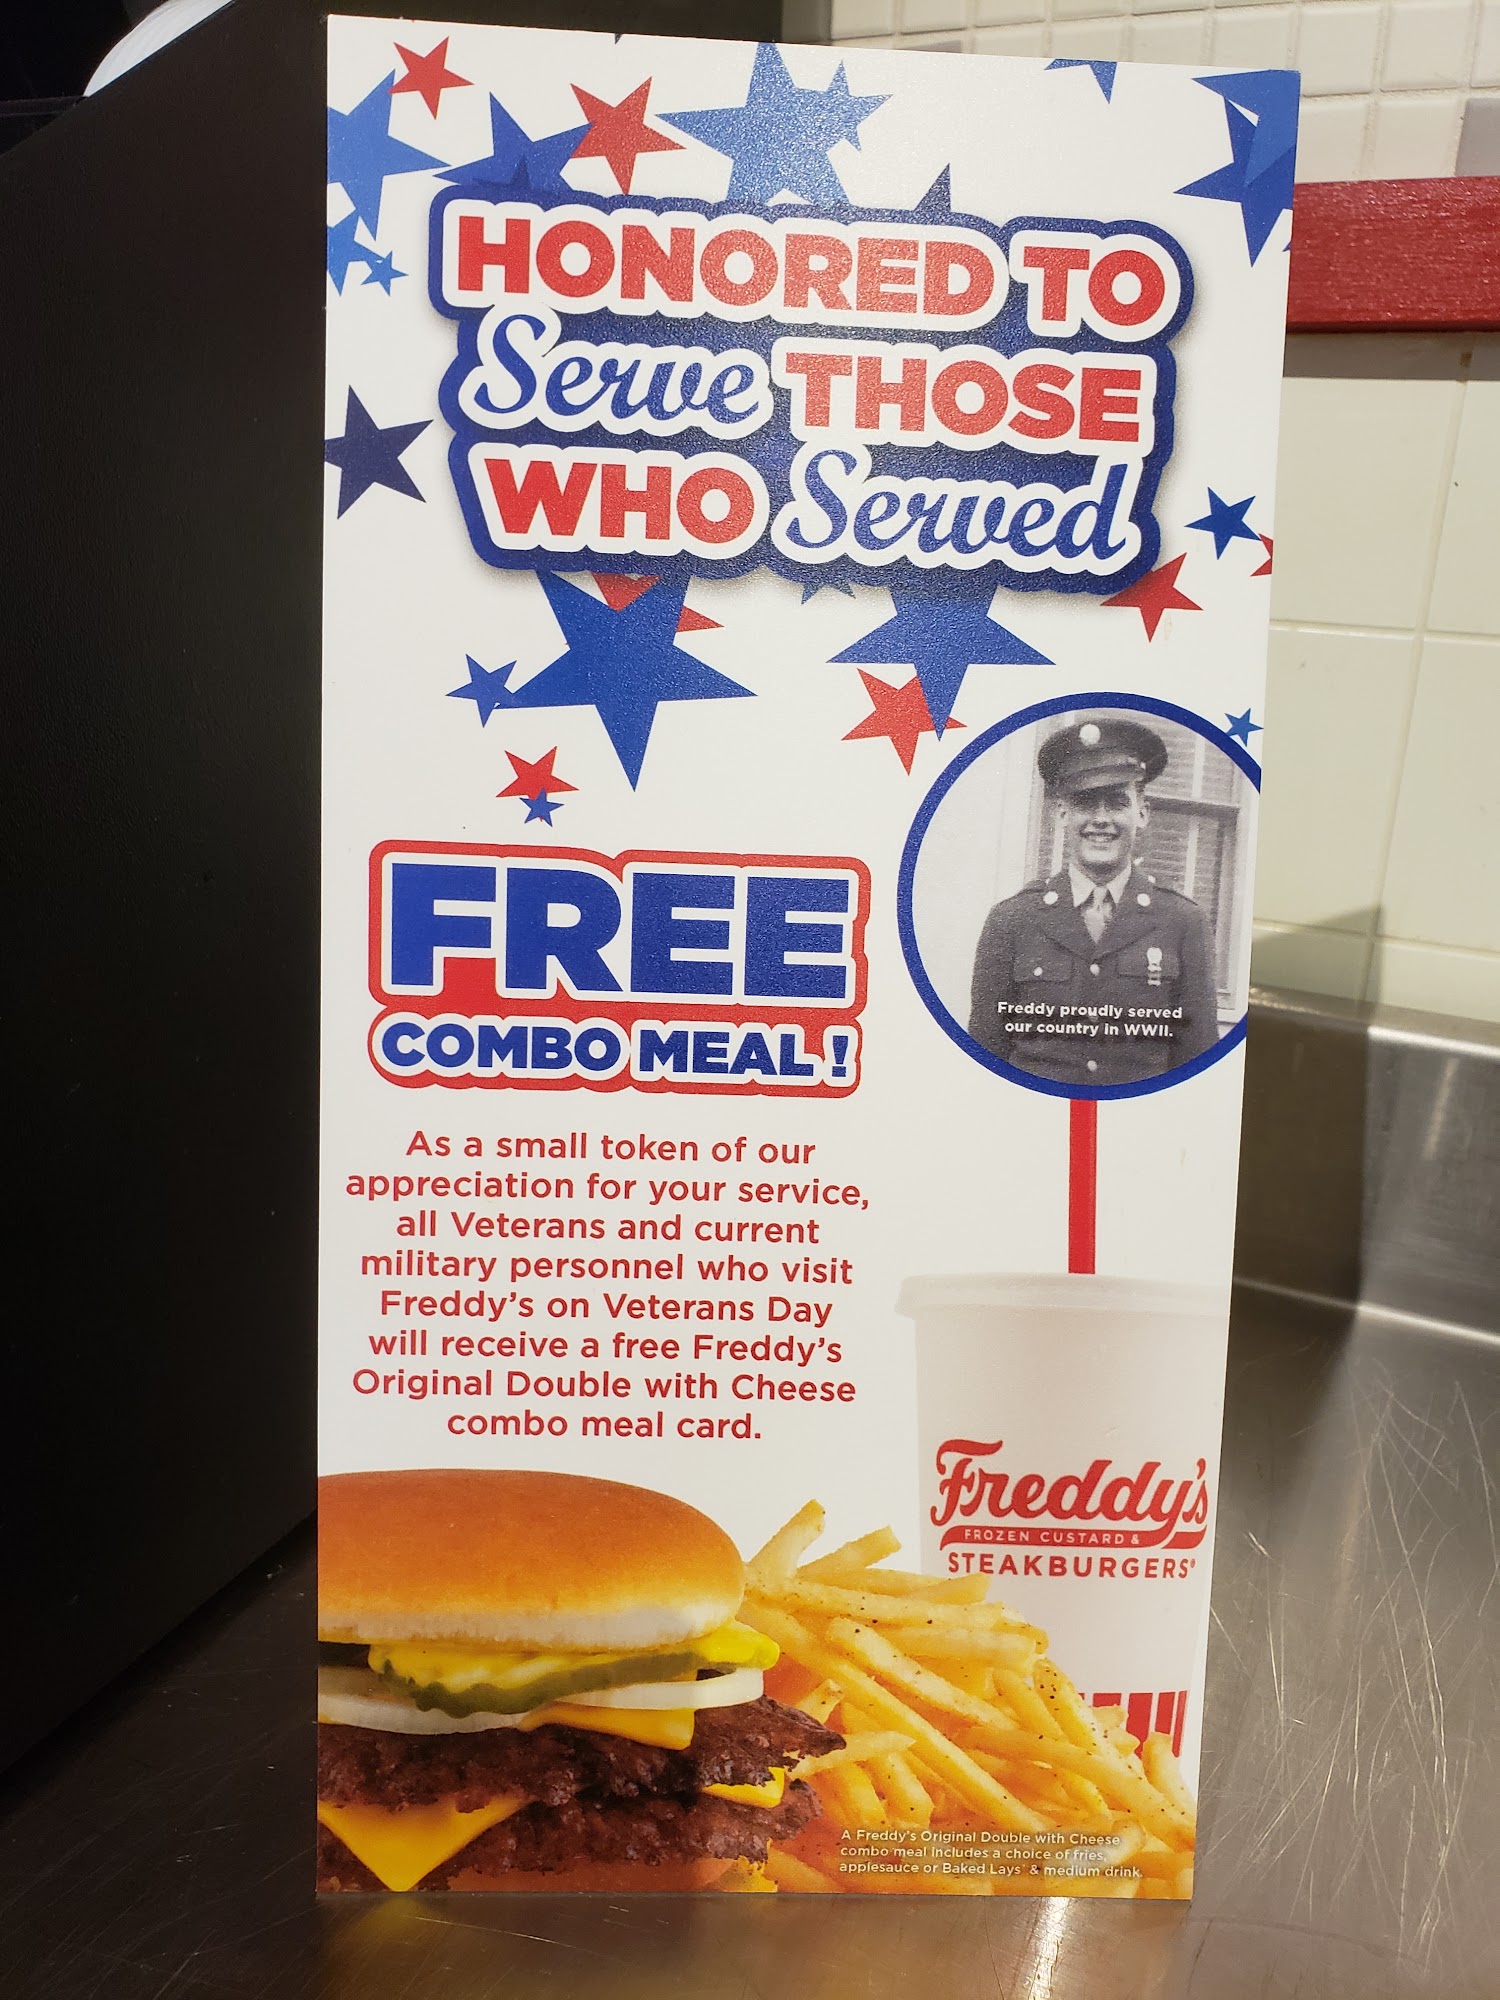 HONORED TO
Serve THOSE
WHO Served
Freddy proudly served
our country in WWII.
FREE
COMBO MEAL!
As a small token of our
appreciation for your service,
all Veterans and current
military personnel who visit
Freddy's on Veterans Day
will receive a free Freddy's
Original Double with Cheese
combo meal card.
Freddy's
FROZEN CUSTARD &
STEAKBURGERS®
A Freddy's Original Double with Cheese
combo meal includes a choice of fries,
applesauce or Baked Lays® & medium drink.